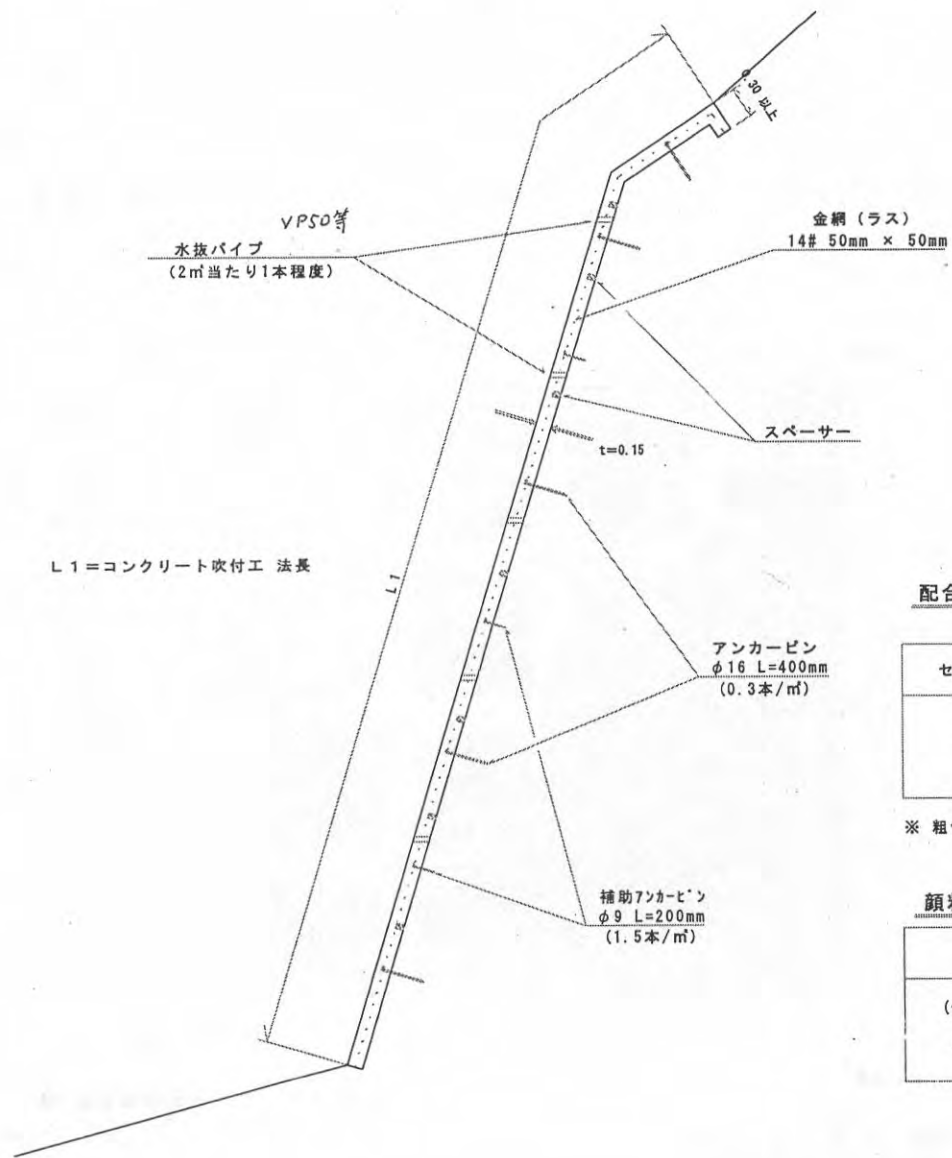 0.30 以上
VP50等
水抜パイプ
(2㎡当たり1本程度)
金網（ラス）
14# 50mm × 50mm
スペーサー
t=0.15
L1＝コンクリート吹付工 法長
L1
アンカーピン
φ16 L=400mm
(0.3本/㎡)
補助アンカーピン
φ9 L=200mm
(1.5本/㎡)
配合
セ
※ 粗
顔料
(